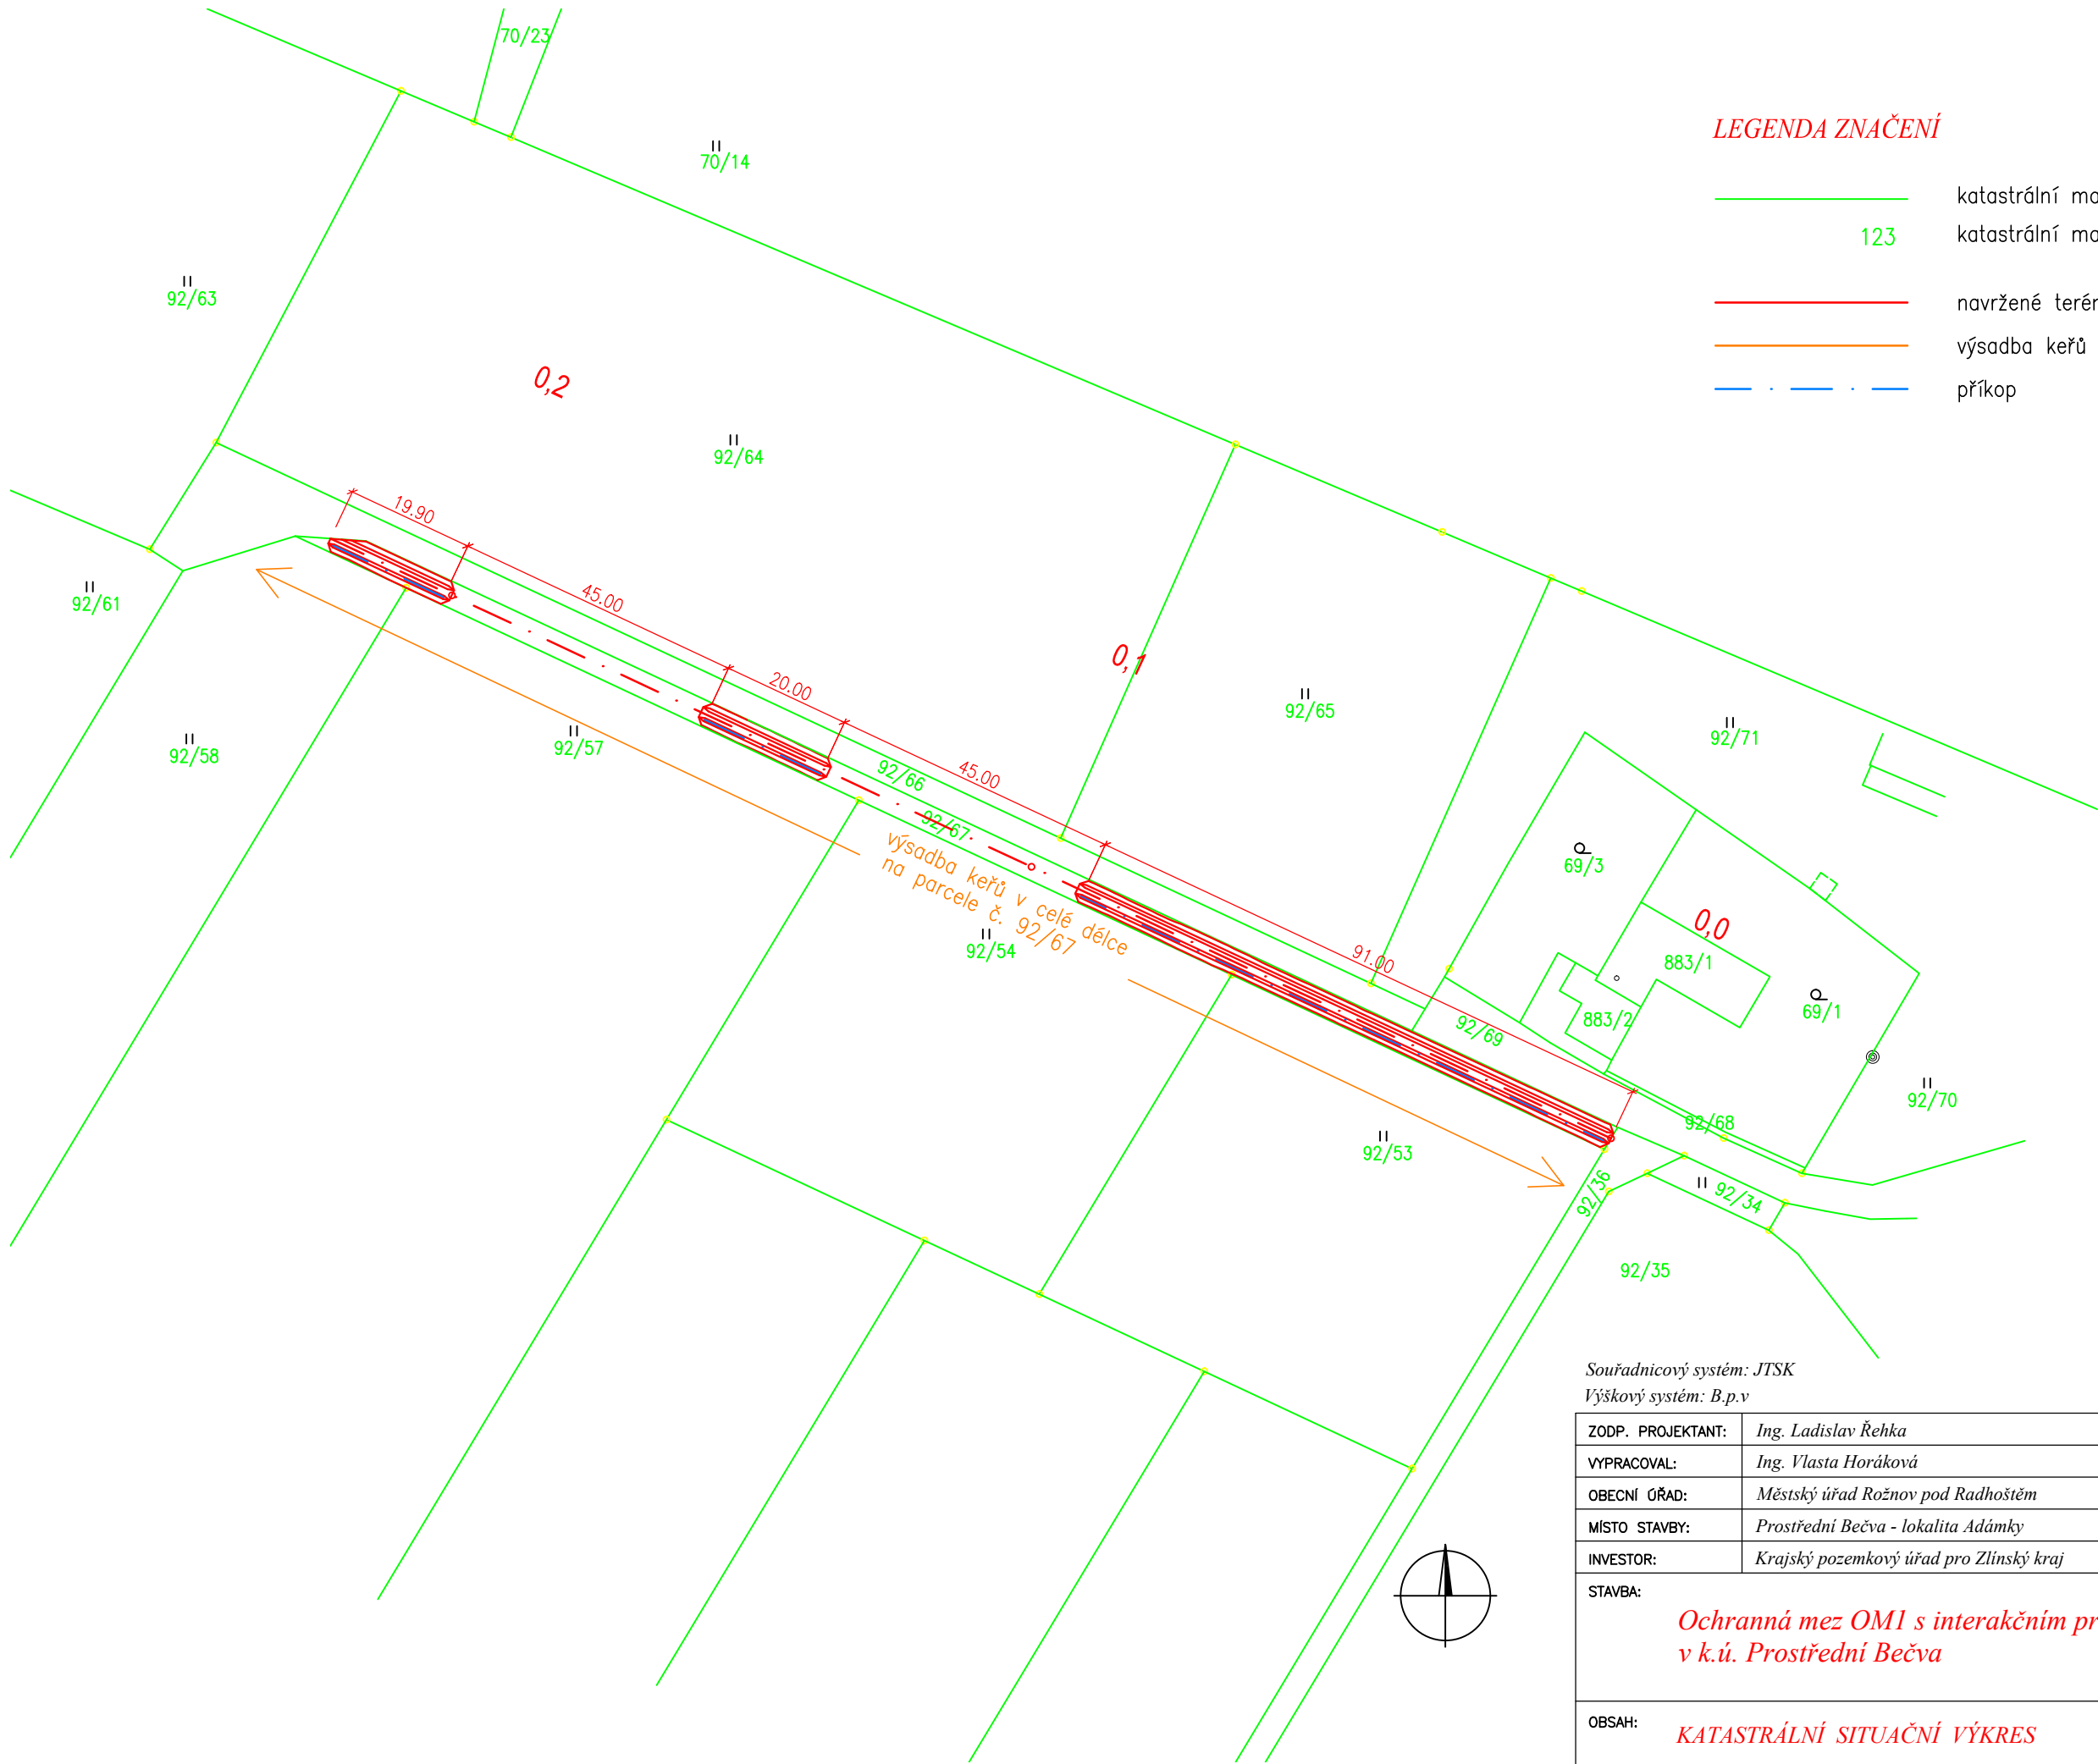 70/23
70/14
LEGENDA ZNAČENÍ
katastrální
123 katastrální
navržené
výsadba keřů
příkop
92/63
0,2
92/64
19.90
45.00
92/61
20.00
0,1
92/65
92/71
92/58
92/57
92/66
45.00
92/67
výsadba keřů v celé délce
na parcele č. 92/67
69/3
0,0
92/54
91.00
883/1
69/1
883/2
92/69
92/70
92/68
92/53
92/36
92/34
92/35
Souřadnicový systém: JTSK
Výškový systém: B.p.v
ZODP. PROJEKTANT: Ing. Ladislav Řehka
VYPRACOVAL: Ing. Vlasta Horáková
OBECNÍ ÚŘAD: Městský úřad Rožnov pod Radhoštěm
MÍSTO STAVBY: Prostřední Bečva - lokalita Adámky
INVESTOR: Krajský pozemkový úřad pro Zlínský kraj
STAVBA:
Ochranná mez OM1 s interakčním
v k.ú. Prostřední Bečva
OBSAH: KATASTRÁLNÍ SITUAČNÍ VÝKRES